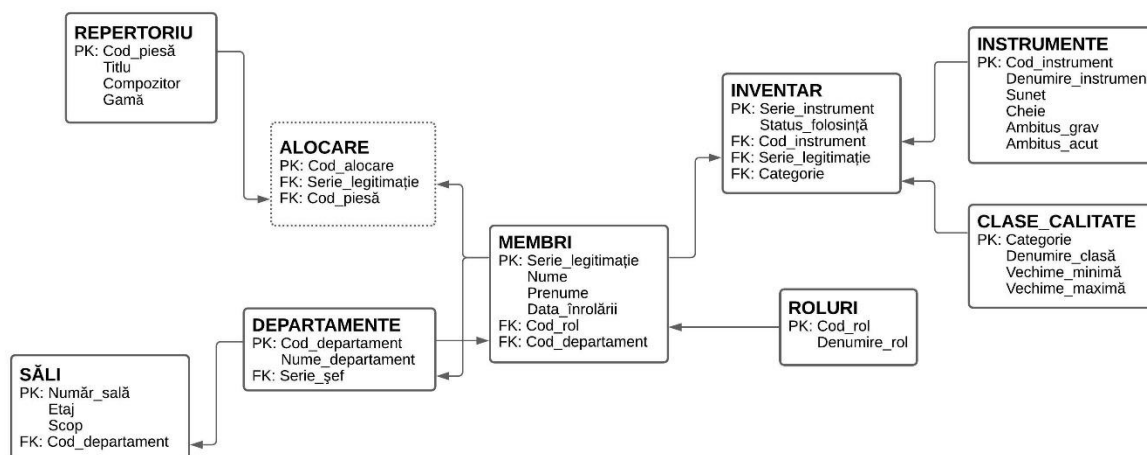 REPERTORIU
PK: Cod_piesă
Titlu
Compozitor
Gamă
ALOCARE
PK: Cod_alocare
FK: Serie_legitimație
FK: Cod_piesă
MEMBRI
PK: Serie_legitimație
Nume
Prenume
Data_înrolării
FK: Cod_rol
FK: Cod_departament
DEPARTAMENTE
PK: Cod_departament
Nume_departament
FK: Serie_şef
SĂLI
PK: Număr_sală
Etaj
Scop
FK: Cod_departament
INVENTAR
PK: Serie_instrument
Status_folosință
FK: Cod_instrument
FK: Serie_legitimație
FK: Categorie
INSTRUMENTE
PK: Cod_instrument
Denumire_instrumen
Sunet
Cheie
Ambitus_grav
Ambitus_acut
CLASE_CALITATE
PK: Categorie
Denumire_clasă
Vechime_minimă
Vechime_maximă
ROLURI
PK: Cod_rol
Denumire_rol